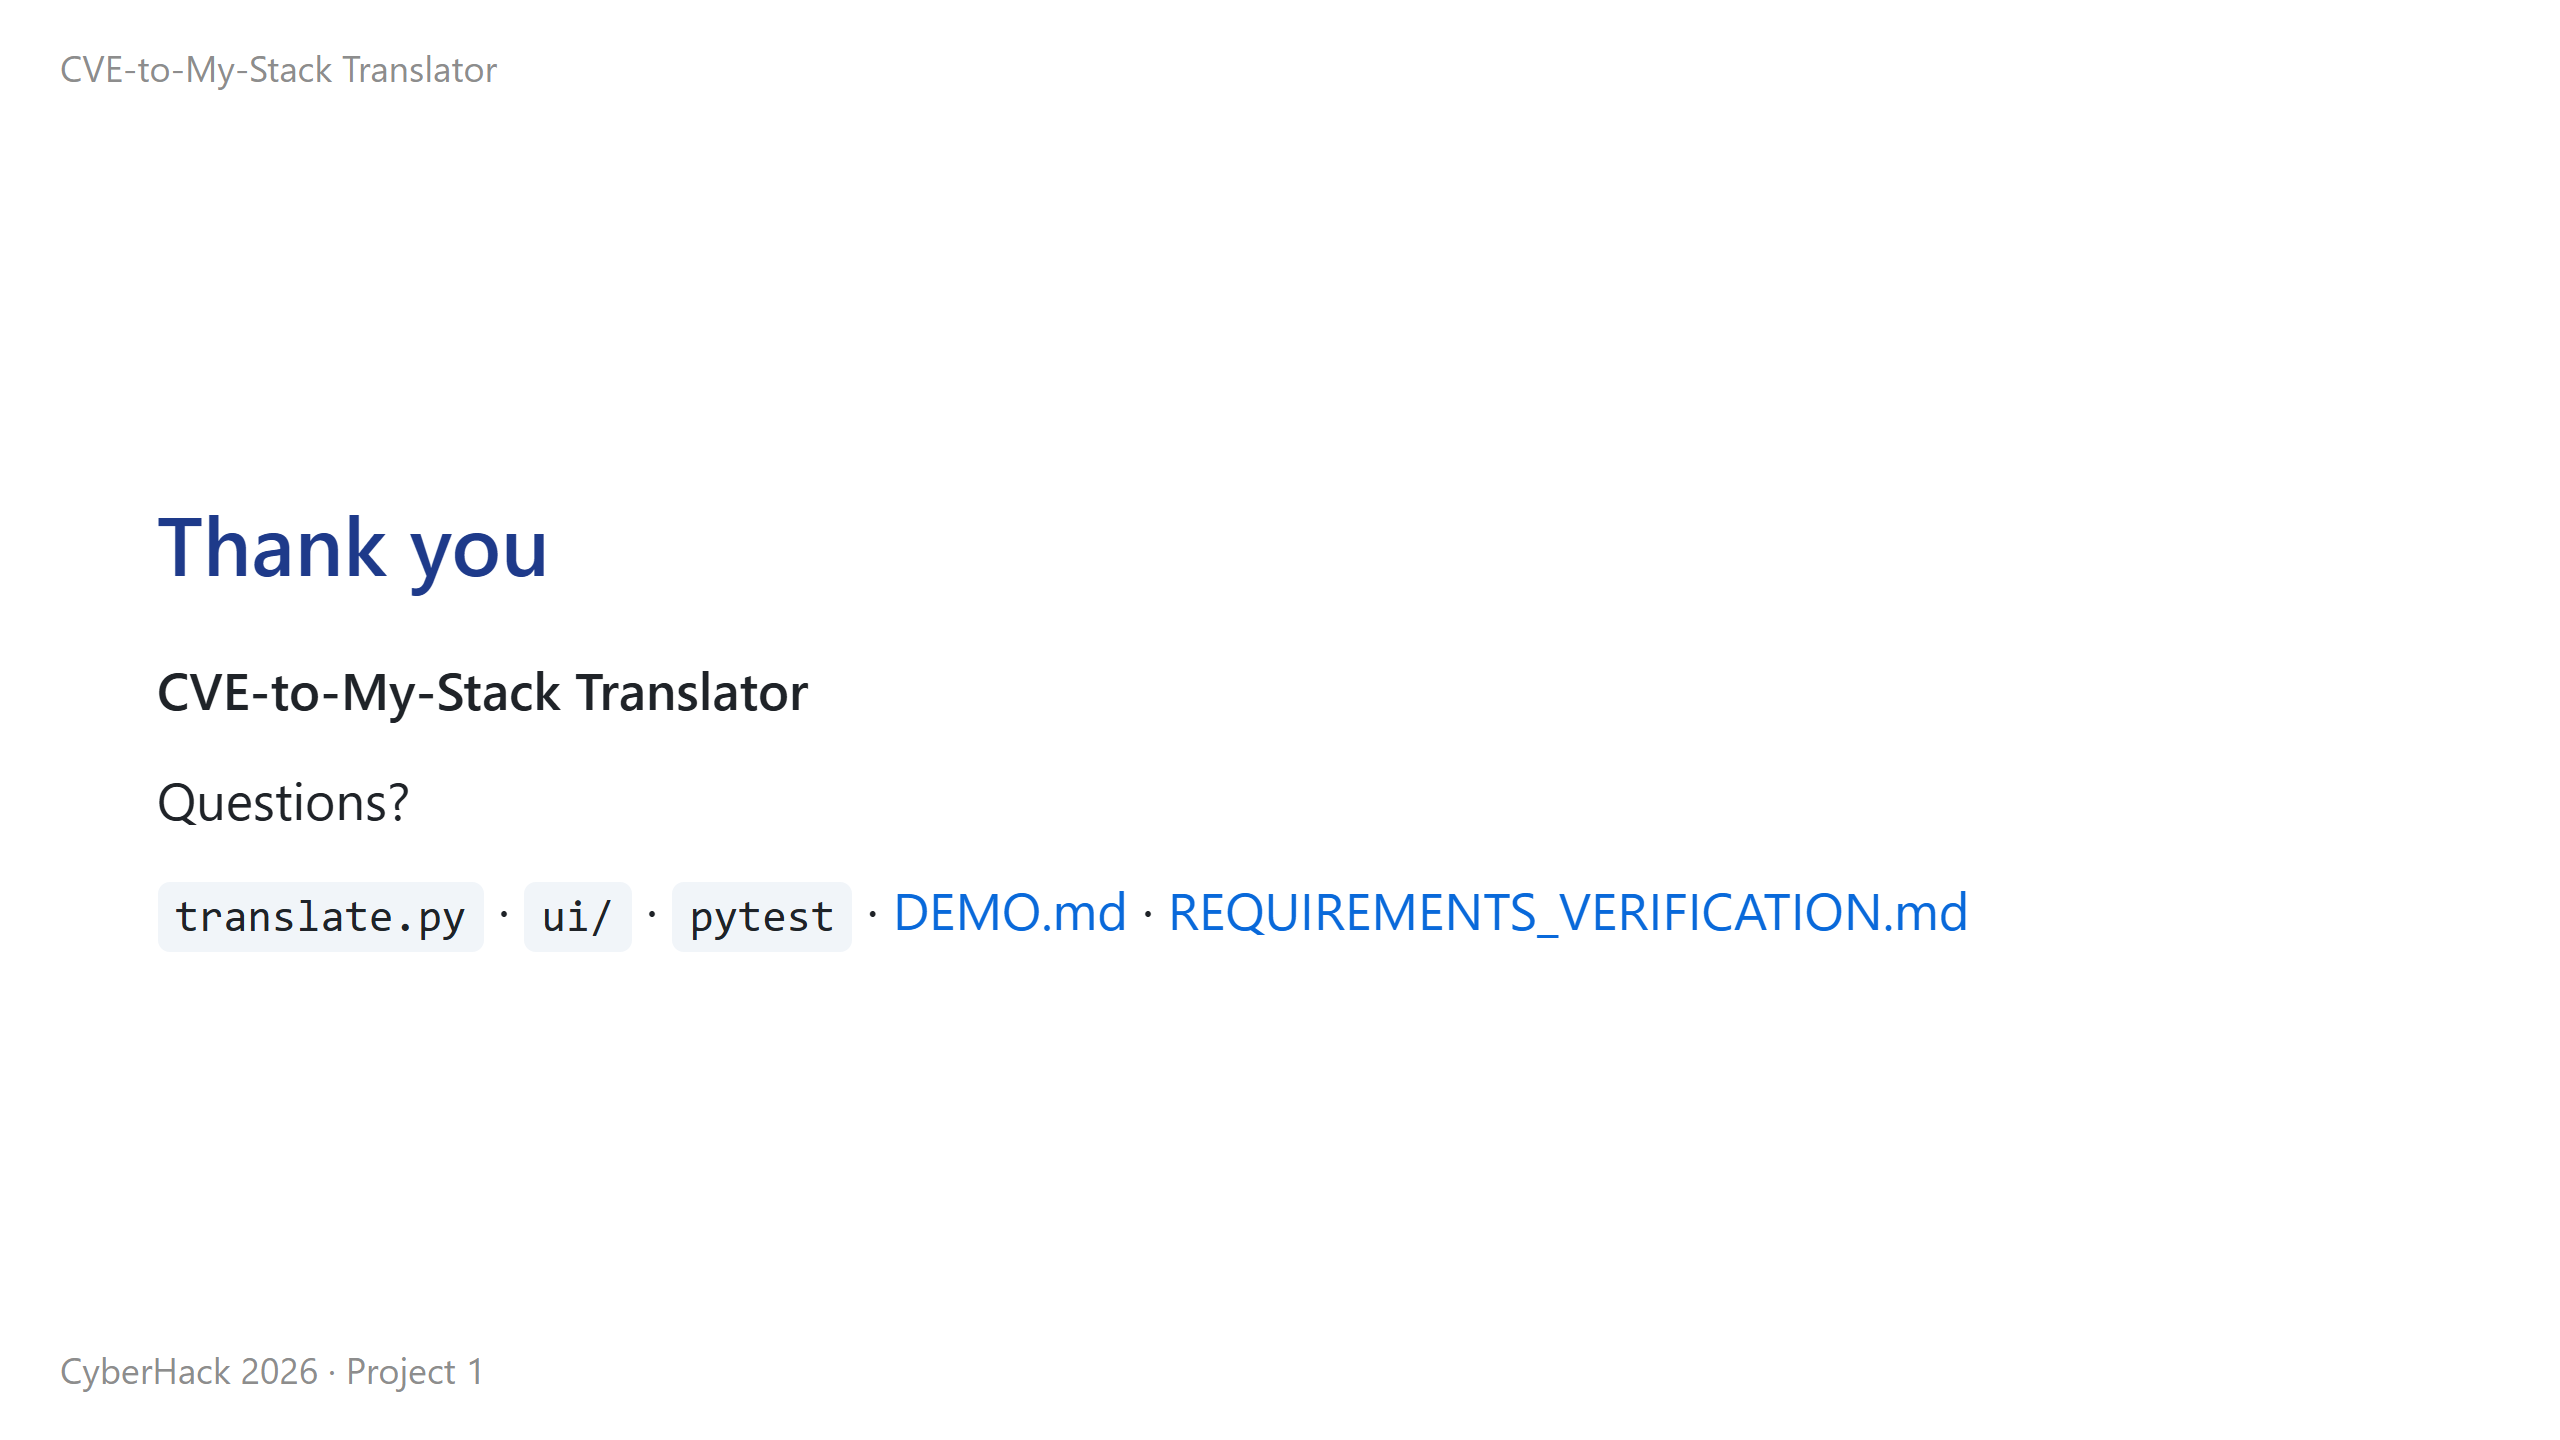 CVE-to-My-Stack Translator
Thank you
CVE-to-My-Stack Translator
Questions?
translate.py · ui/ · pytest · DEMO.md · REQUIREMENTS_VERIFICATION.md
CyberHack 2026 · Project 1